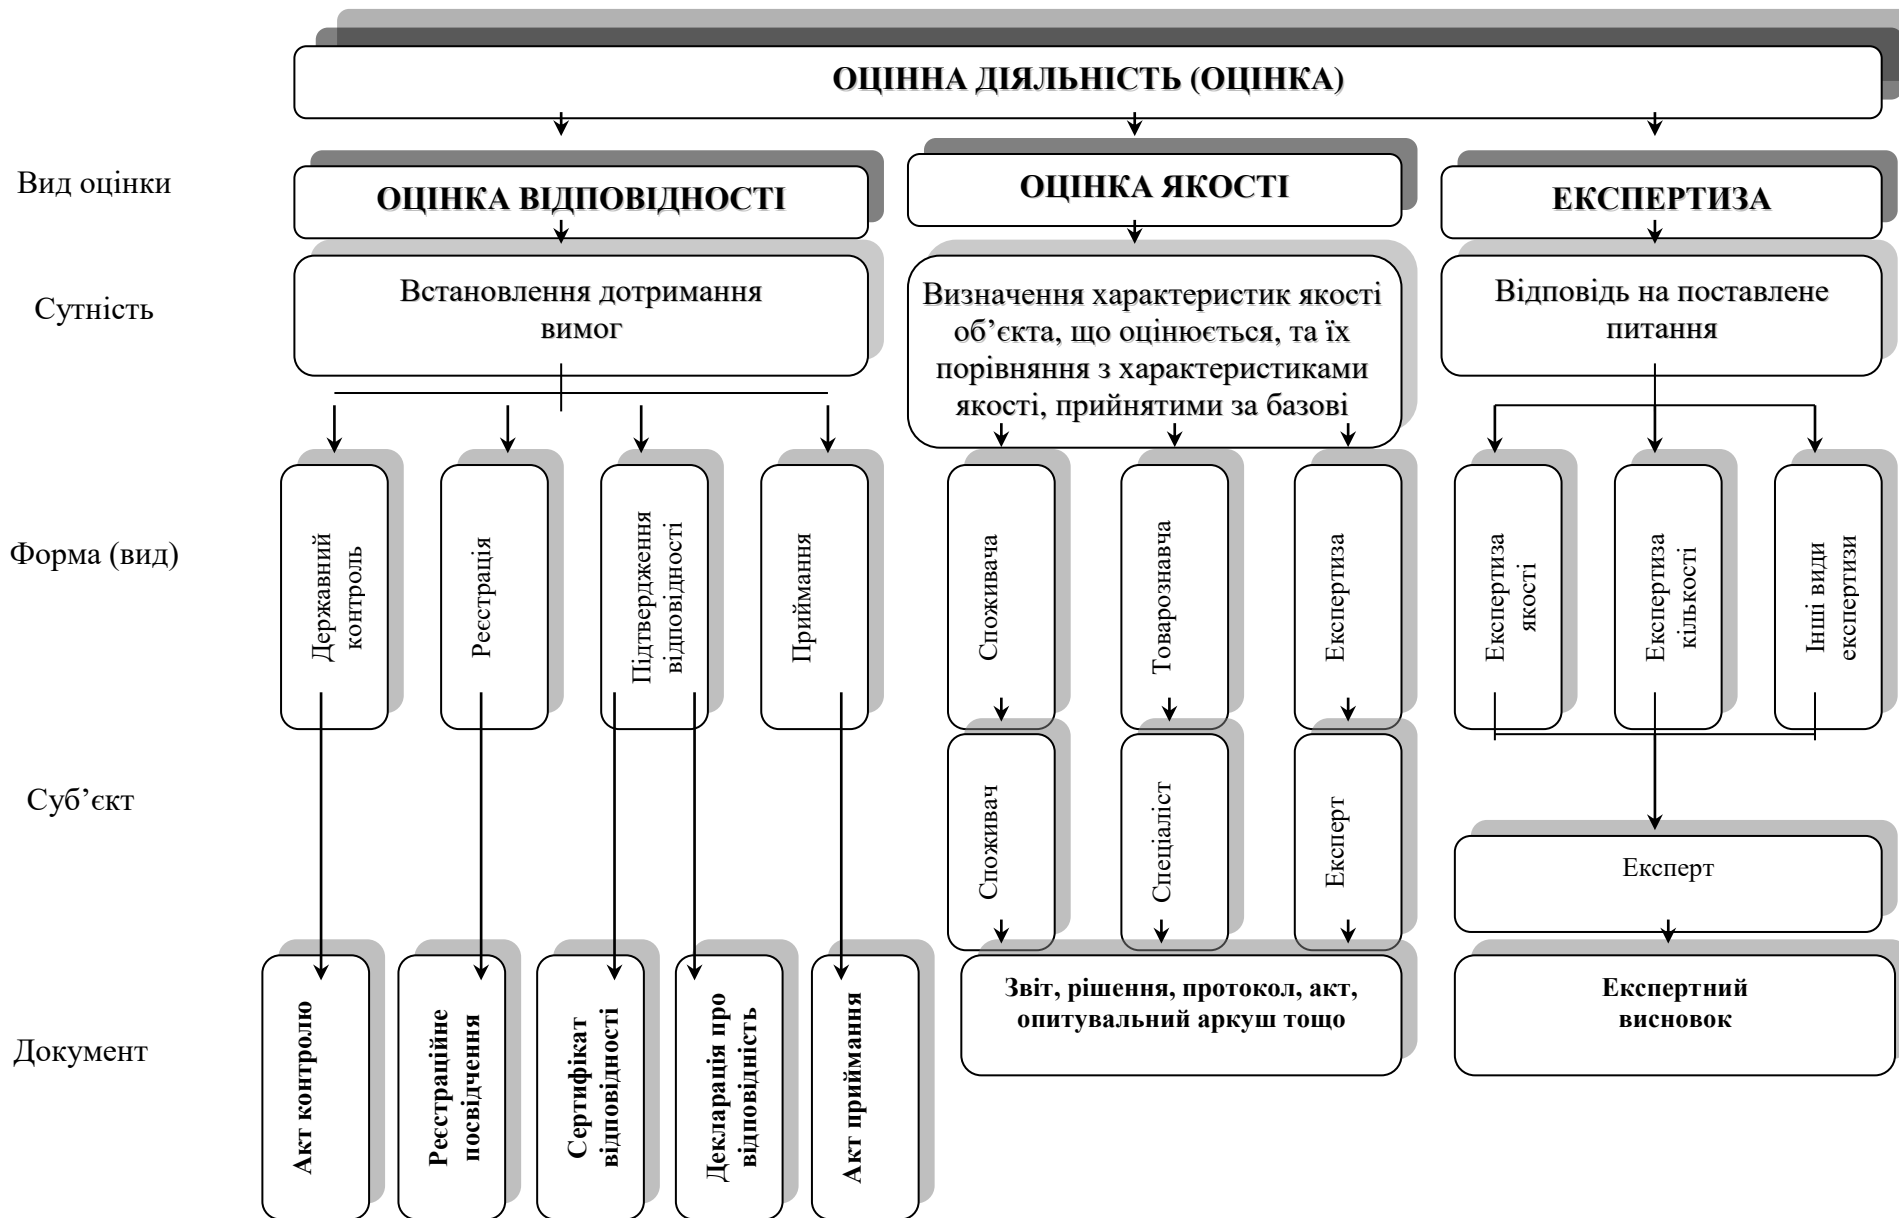 ОЦІННА ДІЯЛЬНІСТЬ (ОЦІНКА)
Вид оцінки
ОЦІНКА ВІДПОВІДНОСТІ
ОЦІНКА ЯКОСТІ
ЕКСПЕРТИЗА
Сутність
Встановлення дотримання
вимог
Визначення характеристик якості
об’єкта, що оцінюється, та їх
порівняння з характеристиками
якості, прийнятими за базові
Відповідь на поставлене
питання
Форма (вид)
Державний
контроль
Реєстрація
Підтвердження
відповідності
Приймання
Споживача
Товарознавча
Експертиза
Експертиза
якості
Експертиза
кількості
Інші види
експертизи
Суб’єкт
Споживач
Спеціаліст
Експерт
Експерт
Документ
Акт контролю
Реєстраційне
посвідчення
Сертифікат
відповідності
Декларація про
відповідність
Акт приймання
Звіт, рішення, протокол, акт,
опитувальний аркуш тощо
Експертний
висновок